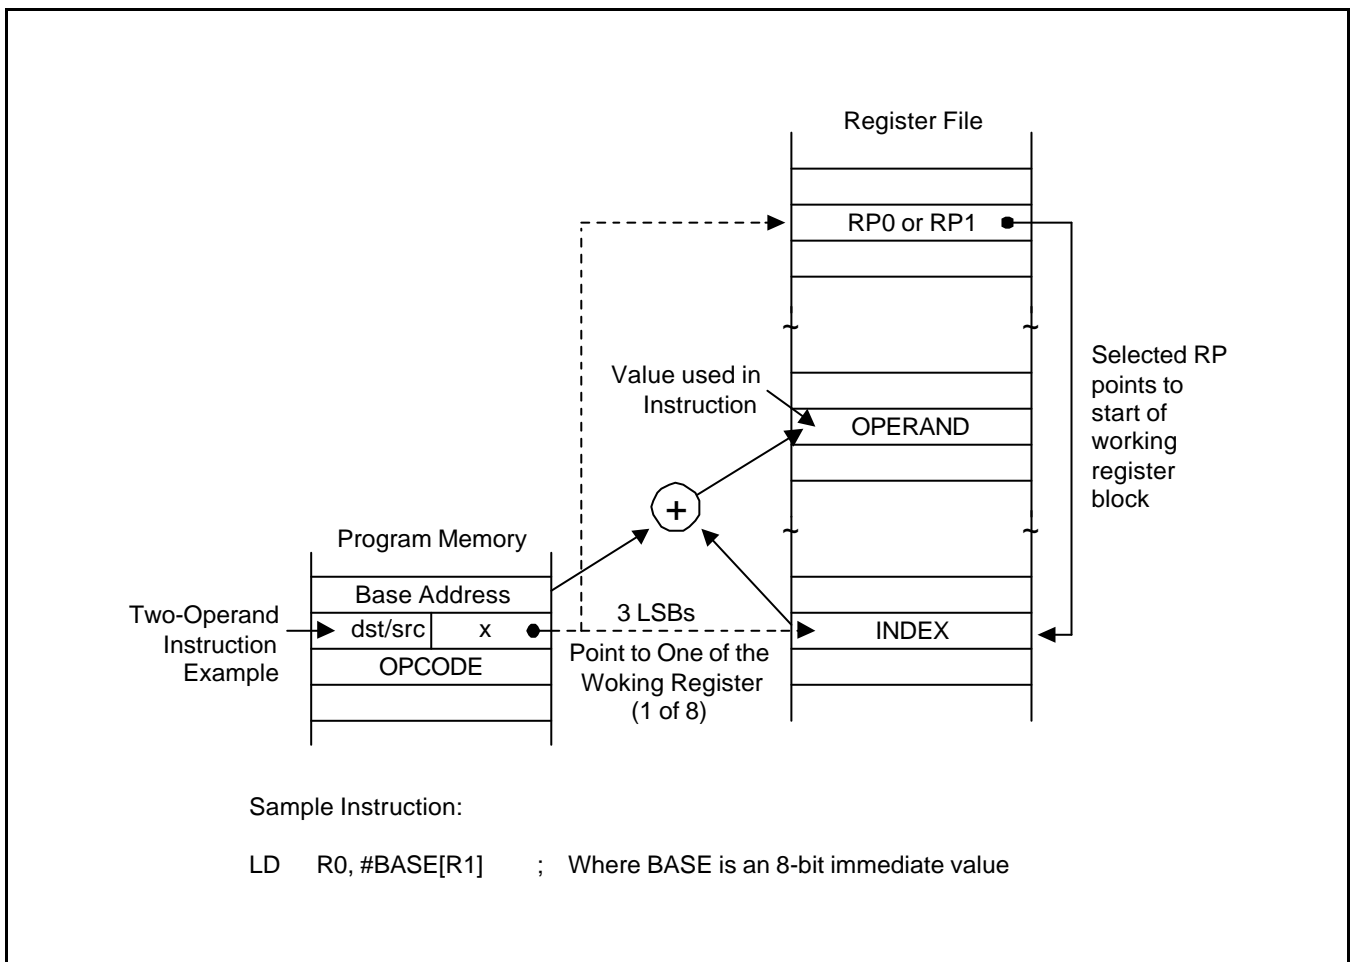 Register File
RP0 or RP1
Selected RP
points to
start of
working
register
block
Value used in
Instruction
OPERAND
+
Program Memory
Base Address
Two-Operand
Instruction
Example
dst/src
x
3 LSBs
INDEX
OPCODE
Point to One of the
Woking Register
(1 of 8)
~
~
~
~
Sample Instruction:
LD R0, #BASE[R1] ; Where BASE is an 8-bit immediate value